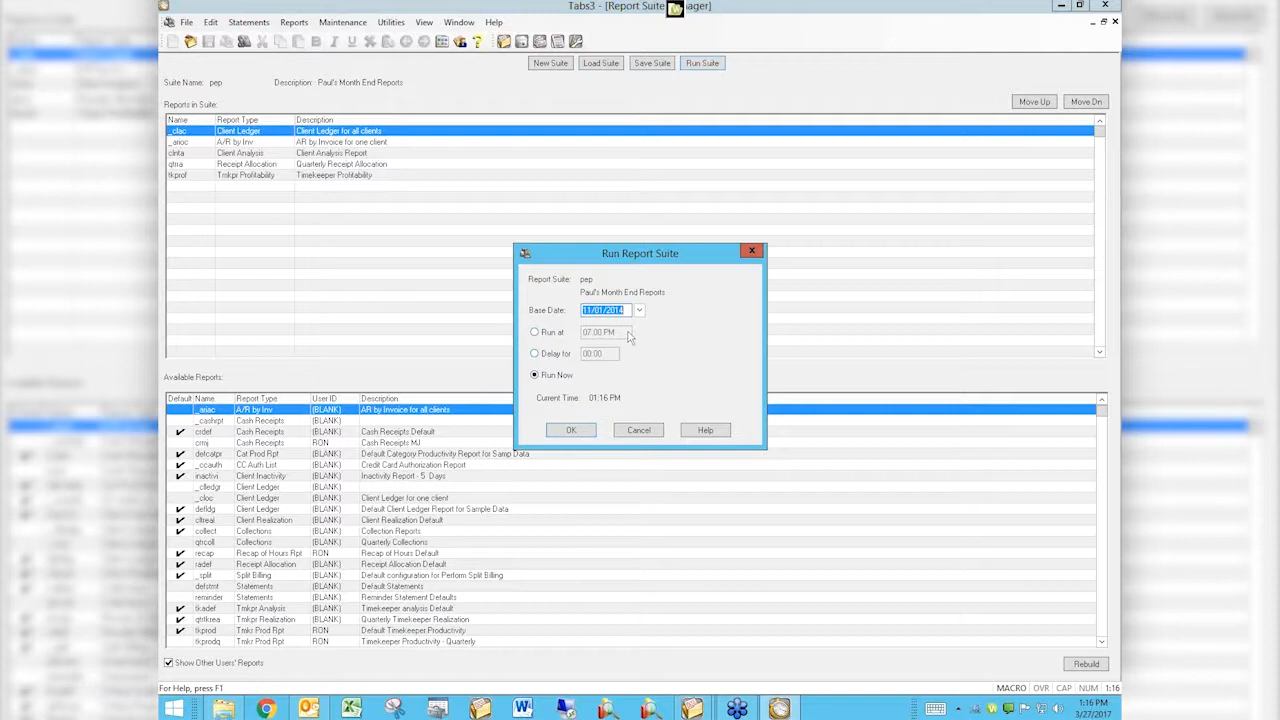 Tabs3 - [Report Suite ager]
File Edit Statements Reports Maintenance Utilities View Window Help
New Suite Load Suite Save Suite Run Suite
Suite Name: pep Description: Paul's Month End Reports
Reports in Suite: Move Up Move Dn
Name Report Type Description
_clac Client Ledger Client Ledger for all clients
_arioc A/R by Inv AR by Invoice for one client
clnta Client Analysis Client Analysis Report
qtrra Receipt Allocation Quarterly Receipt Allocation
tkprof Tmkpr Profitability Timekeeper Profitability
Run Report Suite
Report Suite: pep
Paul's Month End Reports
Base Date: 11/01/2014
Run at 07:00 PM
Delay for 00:00
Run Now
Current Time: 01:16 PM
OK Cancel Help
Available Reports:
Default Name Report Type User ID Description
_ariac A/R by Inv (BLANK) AR by Invoice for all clients
_cashrpt Cash Receipts (BLANK)
crdef Cash Receipts (BLANK) Cash Receipts Default
crmj Cash Receipts RON Cash Receipts MJ
defcatpr Cat Prod Rpt (BLANK) Default Category Productivity Report for Samp Data
_ccauth CC Auth List (BLANK) Credit Card Authorization Report
inactivi Client Inactivity (BLANK) Inactivity Report - 5 Days
_clledgr Client Ledger (BLANK)
_cloc Client Ledger (BLANK) Client Ledger for one client
defldg Client Ledger (BLANK) Default Client Ledger Report for Sample Data
cltreal Client Realization (BLANK) Client Realization Default
collect Collections (BLANK) Collection Reports
qtrcoll Collections (BLANK) Quarterly Collections
recap Recap of Hours Rpt RON Recap of Hours Default
radef Receipt Allocation (BLANK) Receipt Allocation Default
_split Split Billing (BLANK) Default configuration for Perform Split Billing
defstmt Statements (BLANK) Default Statements
reminder Statements (BLANK) Reminder Statement Defaults
tkadef Tmkpr Analysis (BLANK) Timekeeper analysis Default
qtrtkrea Tmkpr Realization (BLANK) Quarterly Timekeeper Realization
tkprod Tmkr Prod Rpt RON Default Timekeeper Productivity
tkprodq Tmkr Prod Rpt RON Timekeeper Productivity - Quarterly
Show Other Users' Reports Rebuild
For Help, press F1 MACRO OVR CAP NUM 1:16
1:16 PM
3/27/2017